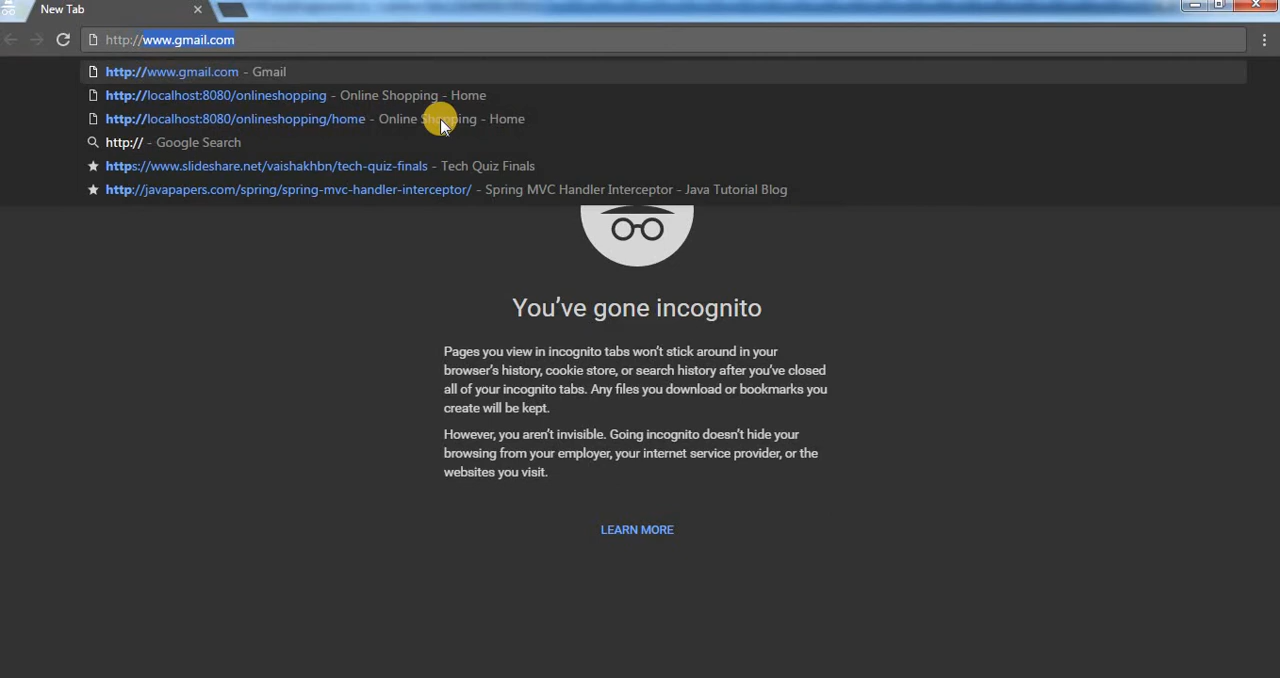 New Tab
http://www.gmail.com
http://www.gmail.com - Gmail
http://localhost:8080/onlineshopping - Online Shopping - Home
http://localhost:8080/onlineshopping/home - Online Shopping - Home
http:// - Google Search
https://www.slideshare.net/vaishakhbn/tech-quiz-finals - Tech Quiz Finals
http://javapapers.com/spring/spring-mvc-handler-interceptor/ - Spring MVC Handler Interceptor - Java Tutorial Blog
You've gone incognito
Pages you view in incognito tabs won't stick around in your
browser's history, cookie store, or search history after you've closed
all of your incognito tabs. Any files you download or bookmarks you
create will be kept.
However, you aren't invisible. Going incognito doesn't hide your
browsing from your employer, your internet service provider, or the
websites you visit.
LEARN MORE